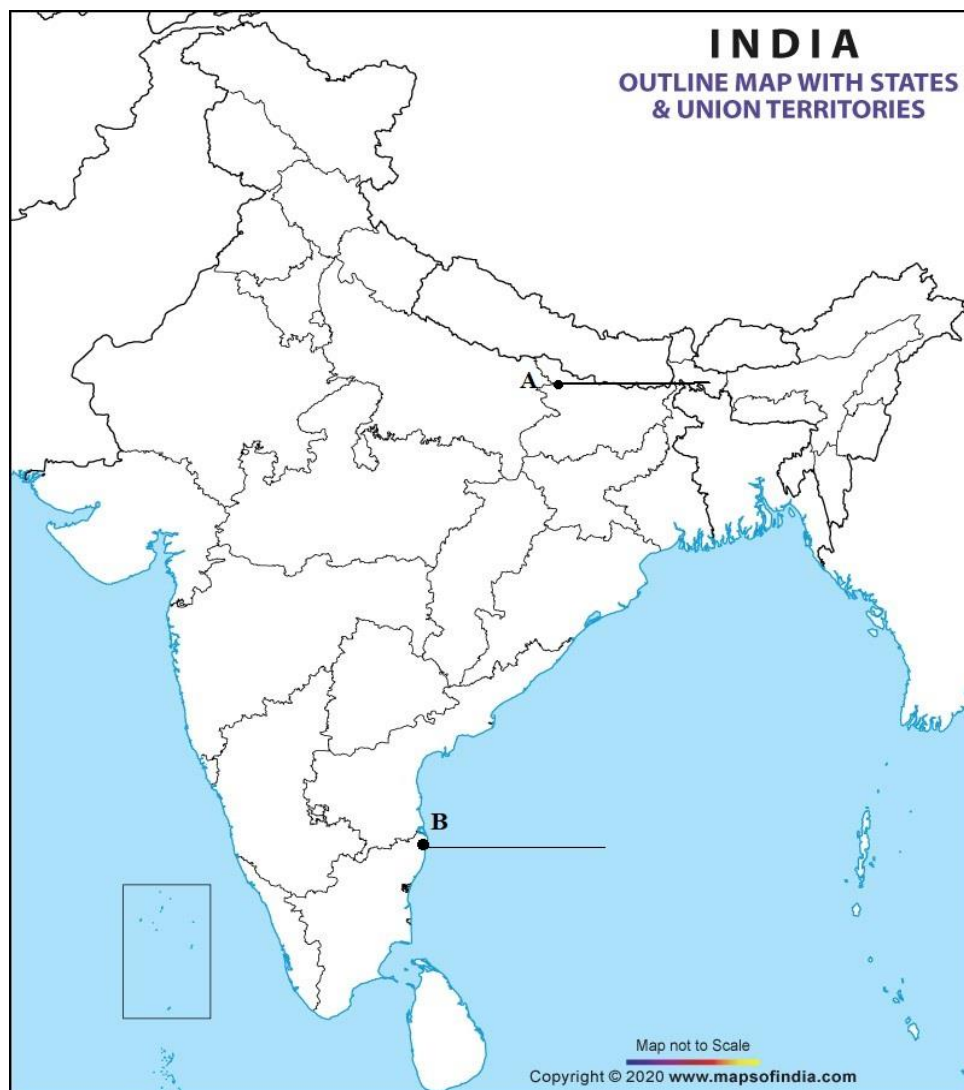 INDIA
OUTLINE MAP WITH STATES
& UNION TERRITORIES
A
B
Map not to Scale
Copyright © 2020 www.mapsofindia.com